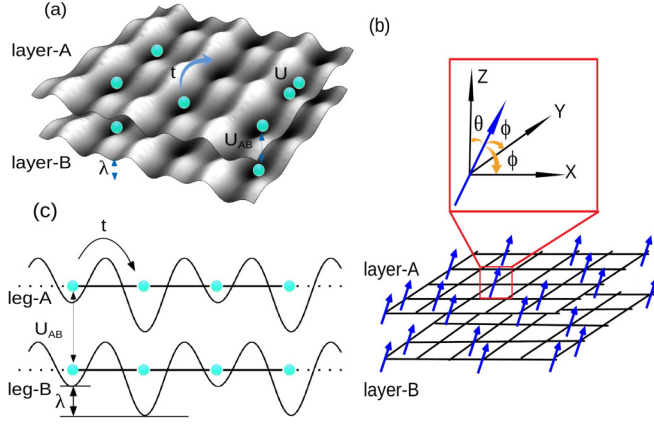 (a)
layer-A
t
U
U_AB
layer-B
λ
(b)
Z
Y
θ
ϕ
ϕ
X
layer-A
layer-B
(c)
t
leg-A
U_AB
leg-B
λ